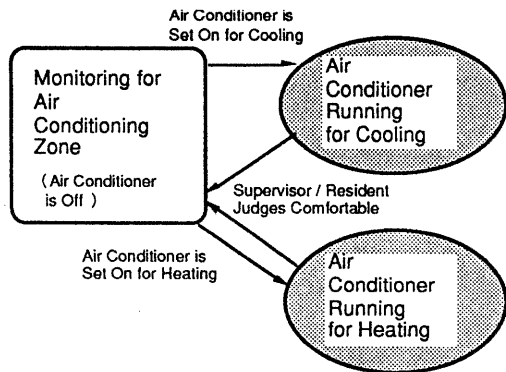 Air Conditioner is
Set On for Cooling
Monitoring for
Air
Conditioning
Zone
( Air Conditioner
is Off )
Air
Conditioner
Running
for Cooling
Supervisor / Resident
Judges Comfortable
Air Conditioner is
Set On for Heating
Air
Conditioner
Running
for Heating